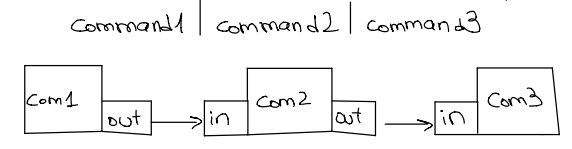 command1 | command2 | command3
com1 out in com2 out in com3